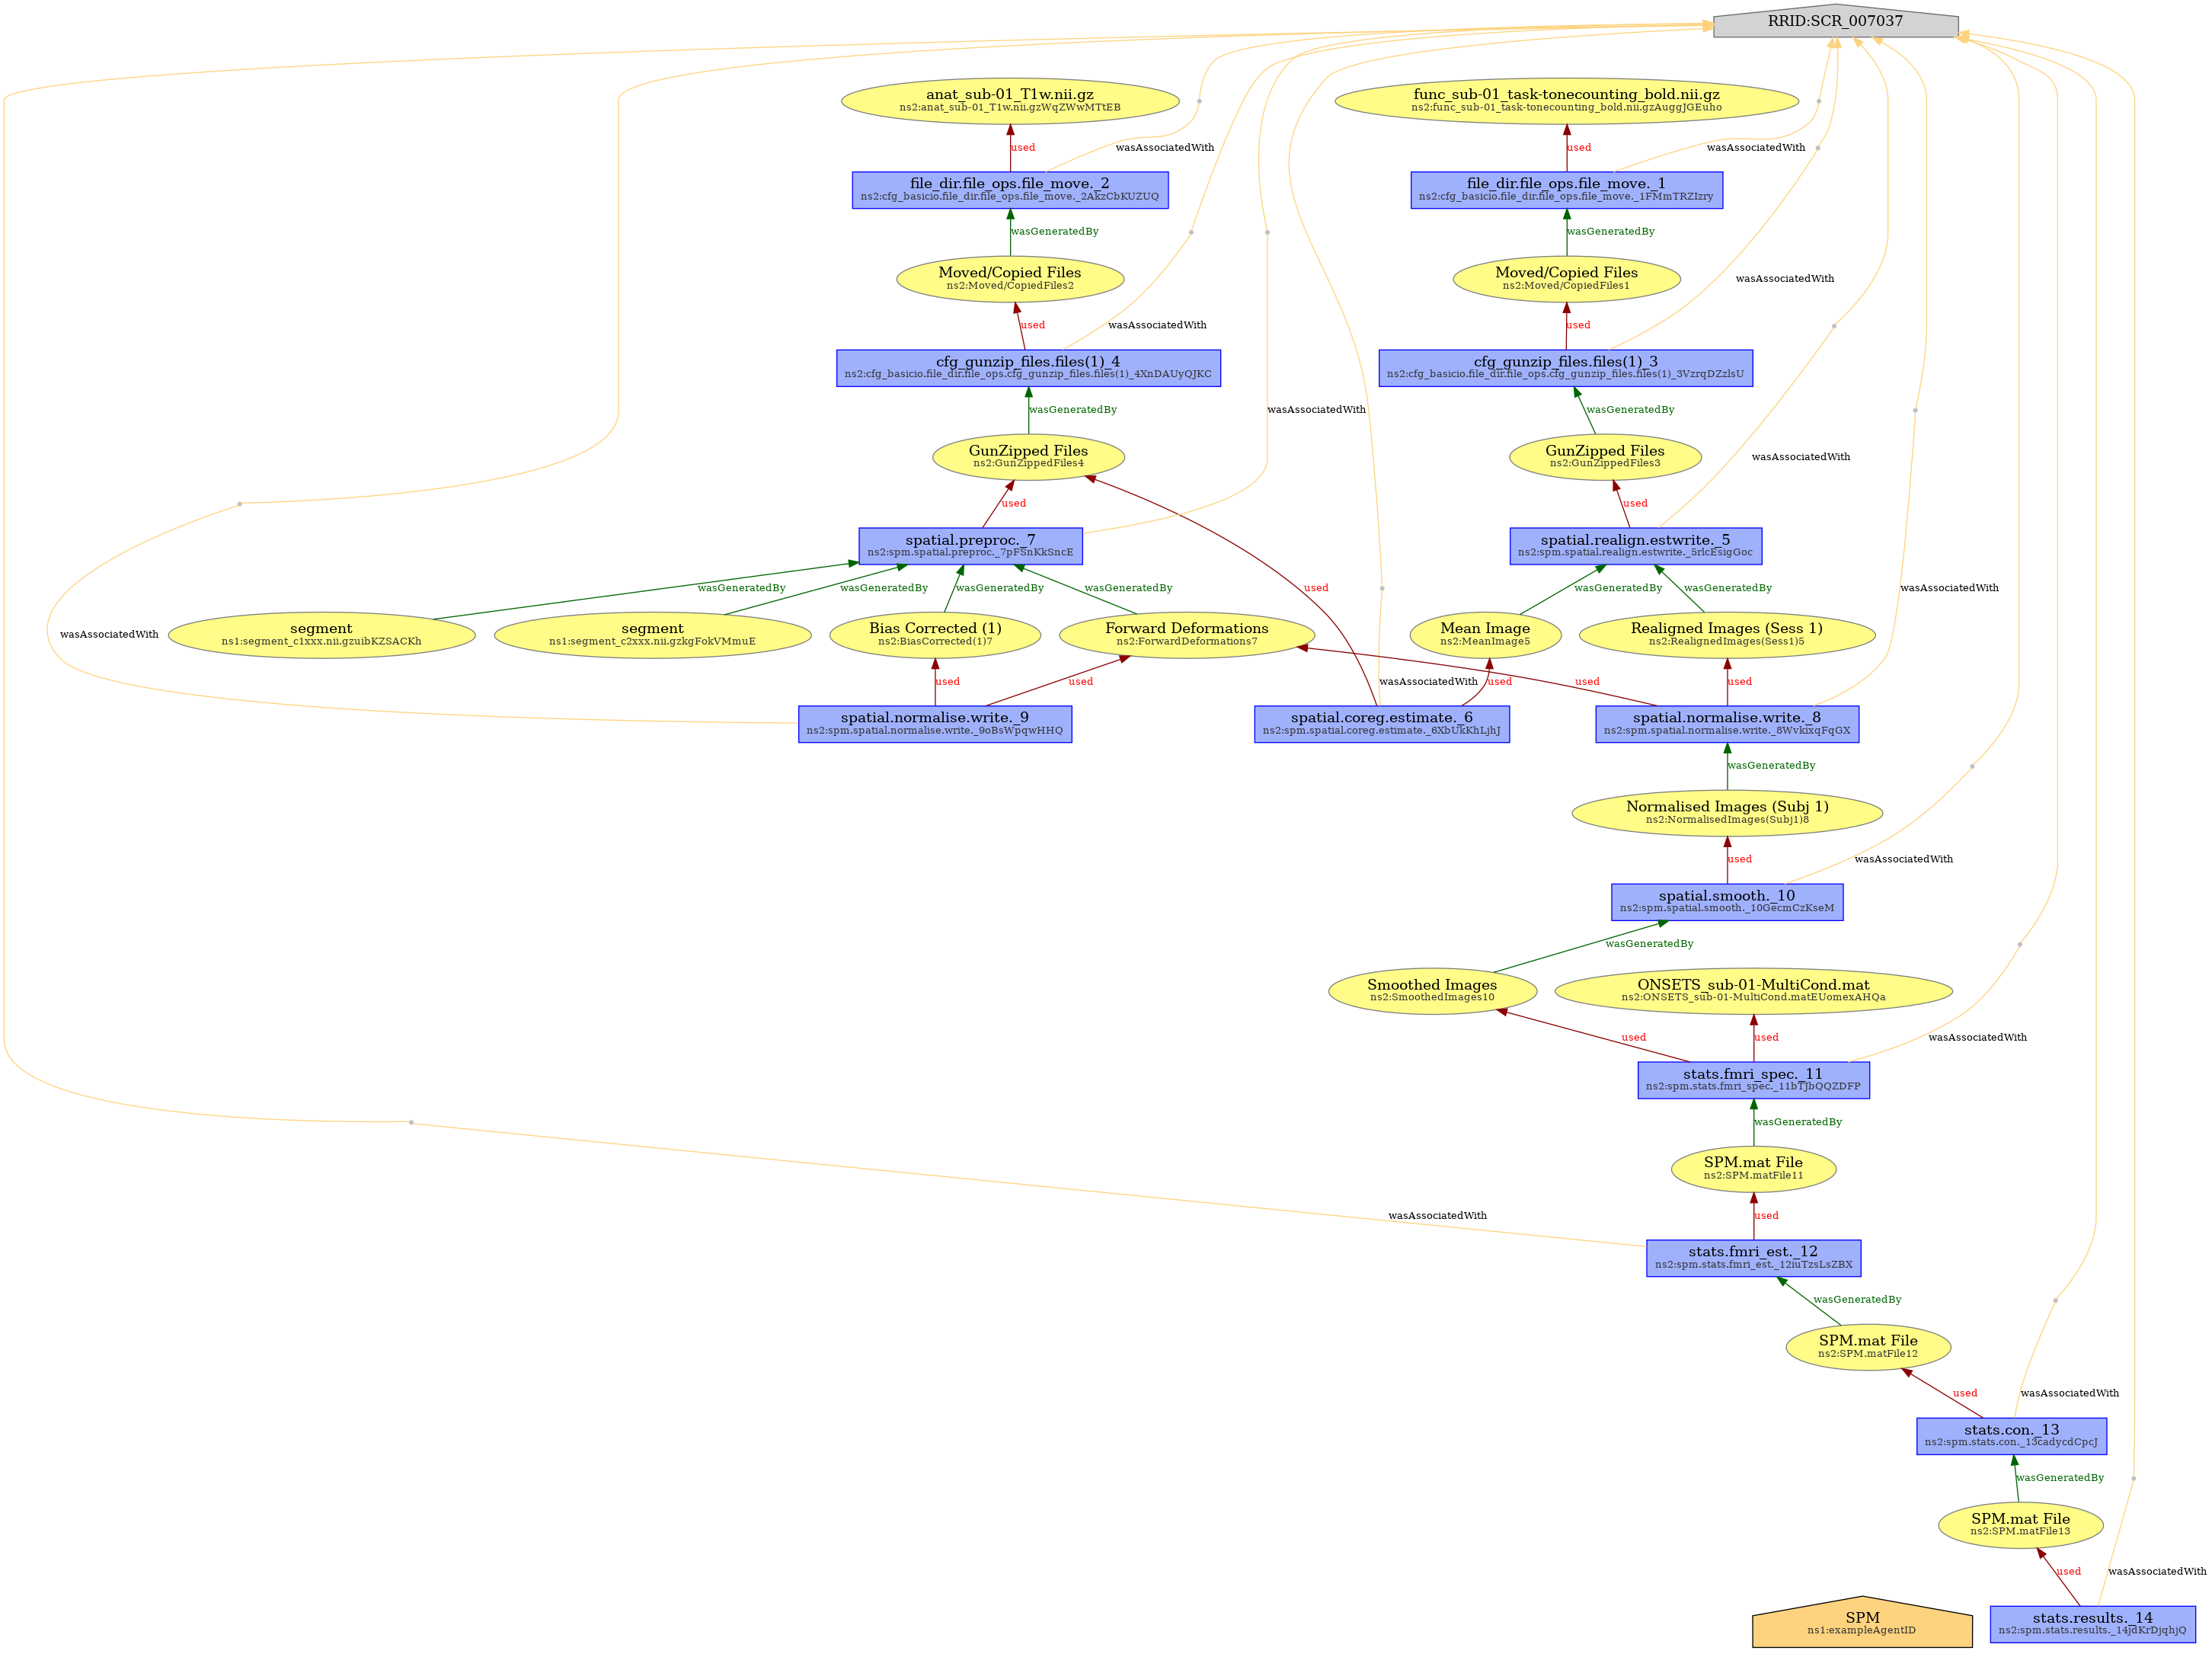 RRID:SCR_007037
anat_sub-01_T1w.nii.gz
ns2:anat_sub-01_T1w.nii.gzWqZWwMTtEB
func_sub-01_task-tonecounting_bold.nii.gz
ns2:func_sub-01_task-tonecounting_bold.nii.gzAuggJGEuho
used
wasAssociatedWith
used
wasAssociatedWith
file_dir.file_ops.file_move._2
ns2:cfg_basicio.file_dir.file_ops.file_move._2AkzCbKUZUQ
file_dir.file_ops.file_move._1
ns2:cfg_basicio.file_dir.file_ops.file_move._1FMmTRZIzry
wasGeneratedBy
wasGeneratedBy
Moved/Copied Files
ns2:Moved/CopiedFiles2
Moved/Copied Files
ns2:Moved/CopiedFiles1
wasAssociatedWith
used
wasAssociatedWith
used
cfg_gunzip_files.files(1)_4
ns2:cfg_basicio.file_dir.file_ops.cfg_gunzip_files.files(1)_4XnDAUyQJKC
cfg_gunzip_files.files(1)_3
ns2:cfg_basicio.file_dir.file_ops.cfg_gunzip_files.files(1)_3VzrqDZzlsU
wasGeneratedBy
wasAssociatedWith
wasGeneratedBy
GunZipped Files
ns2:GunZippedFiles4
GunZipped Files
ns2:GunZippedFiles3
wasAssociatedWith
used
used
spatial.preproc._7
ns2:spm.spatial.preproc._7pFSnKkSncE
spatial.realign.estwrite._5
ns2:spm.spatial.realign.estwrite._5rlcEsigGoc
wasGeneratedBy
wasGeneratedBy
wasGeneratedBy
wasGeneratedBy
used
wasGeneratedBy
wasGeneratedBy
wasAssociatedWith
wasAssociatedWith
segment
ns1:segment_c1xxx.nii.gzuibKZSACKh
segment
ns1:segment_c2xxx.nii.gzkgFokVMmuE
Bias Corrected (1)
ns2:BiasCorrected(1)7
Forward Deformations
ns2:ForwardDeformations7
Mean Image
ns2:MeanImage5
Realigned Images (Sess 1)
ns2:RealignedImages(Sess1)5
used
used
wasAssociatedWith
used
used
used
spatial.normalise.write._9
ns2:spm.spatial.normalise.write._9oBsWpqwHHQ
spatial.coreg.estimate._6
ns2:spm.spatial.coreg.estimate._6XbUkKhLjhJ
spatial.normalise.write._8
ns2:spm.spatial.normalise.write._8WvkixqFqGX
wasGeneratedBy
Normalised Images (Subj 1)
ns2:NormalisedImages(Subj1)8
used
wasAssociatedWith
spatial.smooth._10
ns2:spm.spatial.smooth._10GecmCzKseM
wasGeneratedBy
Smoothed Images
ns2:SmoothedImages10
ONSETS_sub-01-MultiCond.mat
ns2:ONSETS_sub-01-MultiCond.matEUomexAHQa
used
used
wasAssociatedWith
stats.fmri_spec._11
ns2:spm.stats.fmri_spec._11bTJbQQZDFP
wasGeneratedBy
SPM.mat File
ns2:SPM.matFile11
wasAssociatedWith
used
stats.fmri_est._12
ns2:spm.stats.fmri_est._12iuTzsLsZBX
wasGeneratedBy
SPM.mat File
ns2:SPM.matFile12
used
wasAssociatedWith
stats.con._13
ns2:spm.stats.con._13cadycdCpcJ
wasGeneratedBy
SPM.mat File
ns2:SPM.matFile13
used
wasAssociatedWith
SPM
ns1:exampleAgentID
stats.results._14
ns2:spm.stats.results._14jdKrDjqhjQ